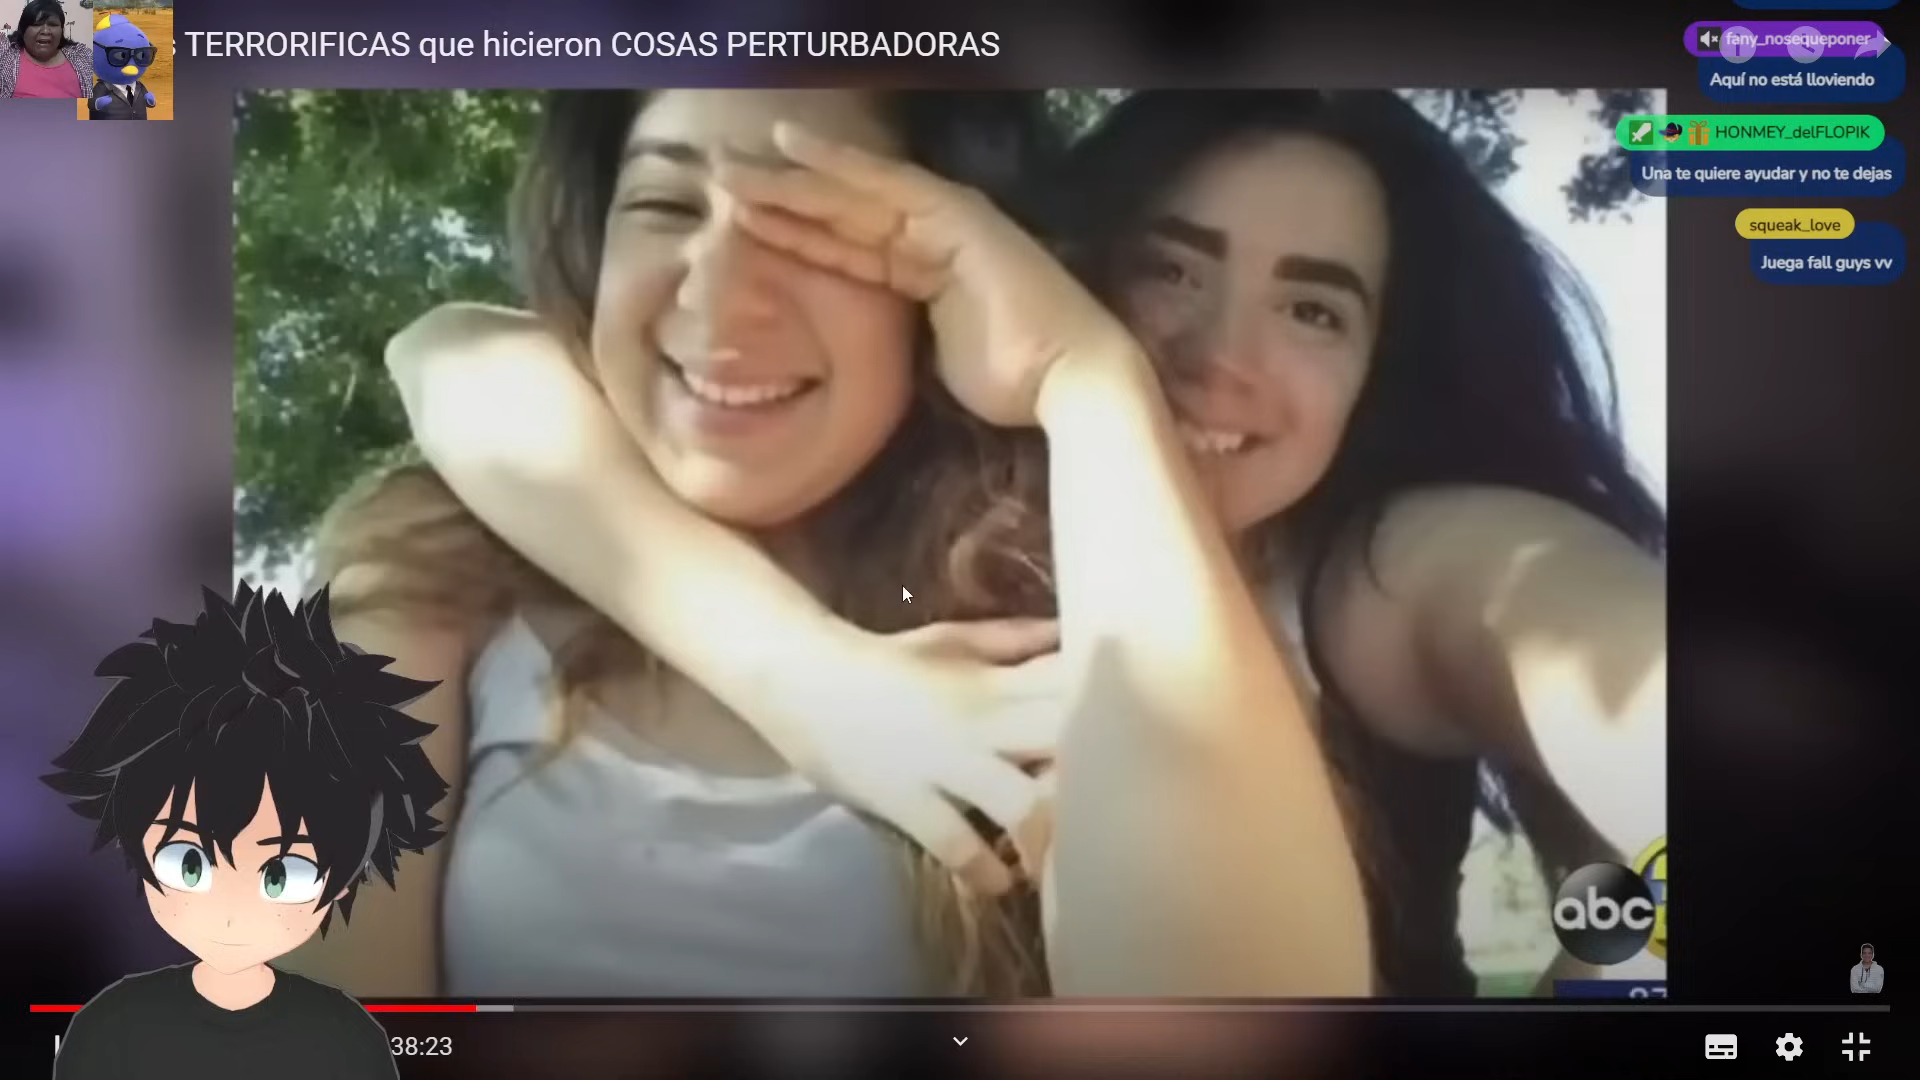 TERRORIFICAS que hicieron COSAS PERTURBADORAS
fany_nosequeponer
Aquí no está lloviendo
HONMEY_delFLOPIK
Una te quiere ayudar y no te dejas
squeak_love
Juega fall guys vv
abc
38:23